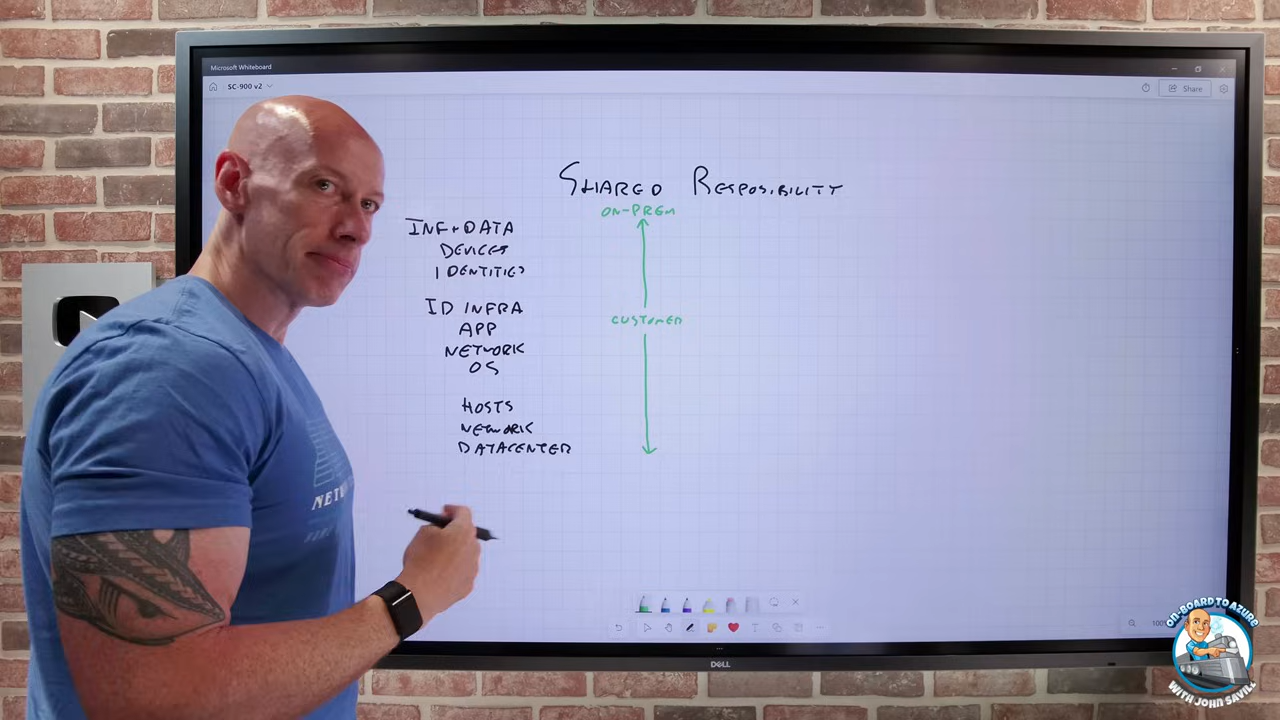 Microsoft Whiteboard
SC-900 v2
Share
SHARED RESPOSIBILITY
ON-PREM
INF+DATA
DEVICES
IDENTITIES
ID INFRA
CUSTOMER
APP
NETWORK
OS
HOSTS
NETWORK
DATACENTER
DELL
ON-BOARD TO AZURE
WITH JOHN SAVILL